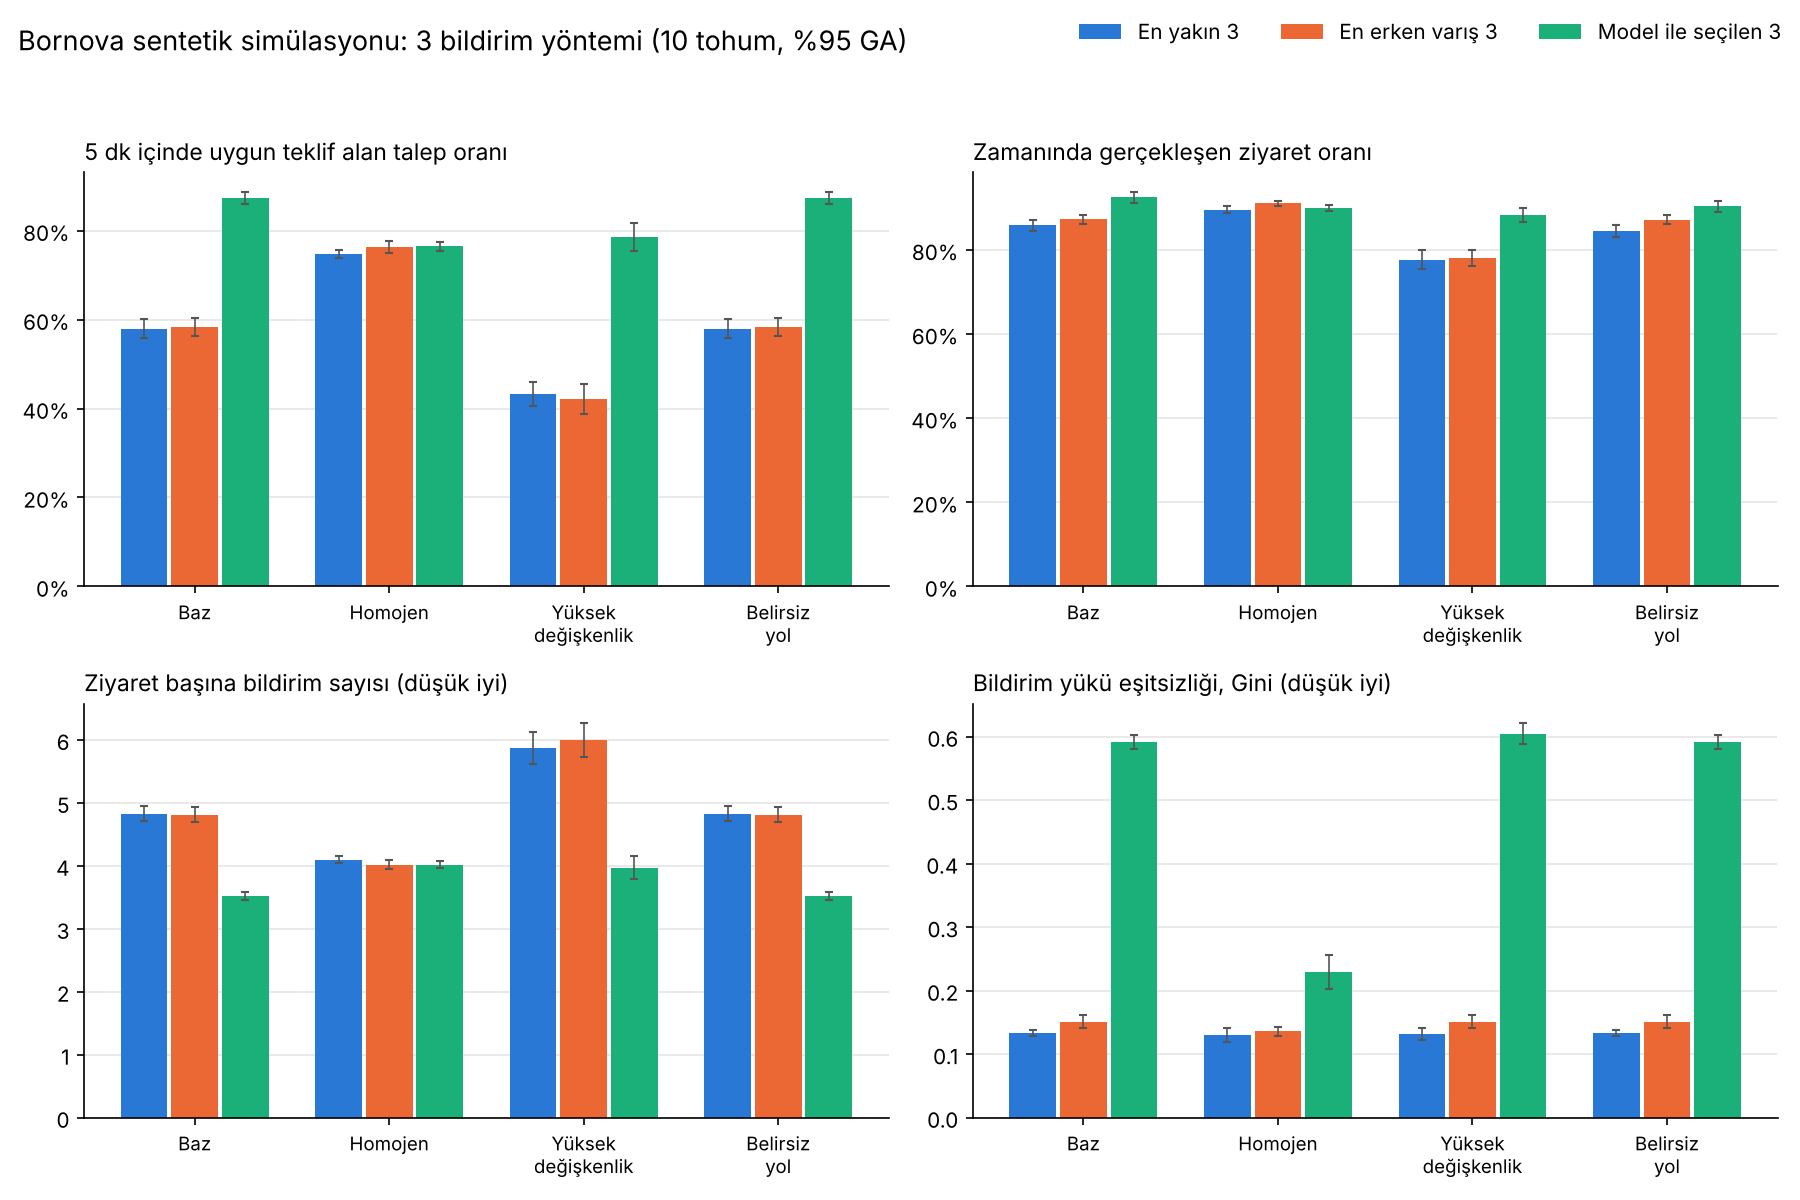 Bornova sentetik simülasyonu: 3 bildirim yöntemi (10 tohum, %95 GA)
En yakın 3
En erken varış 3
Model ile seçilen 3
5 dk içinde uygun teklif alan talep oranı
80%
60%
40%
20%
0%
Baz
Homojen
Yüksek
değişkenlik
Belirsiz
yol
Zamanında gerçekleşen ziyaret oranı
80%
60%
40%
20%
0%
Baz
Homojen
Yüksek
değişkenlik
Belirsiz
yol
Ziyaret başına bildirim sayısı (düşük iyi)
6
5
4
3
2
1
0
Baz
Homojen
Yüksek
değişkenlik
Belirsiz
yol
Bildirim yükü eşitsizliği, Gini (düşük iyi)
0.6
0.5
0.4
0.3
0.2
0.1
0.0
Baz
Homojen
Yüksek
değişkenlik
Belirsiz
yol